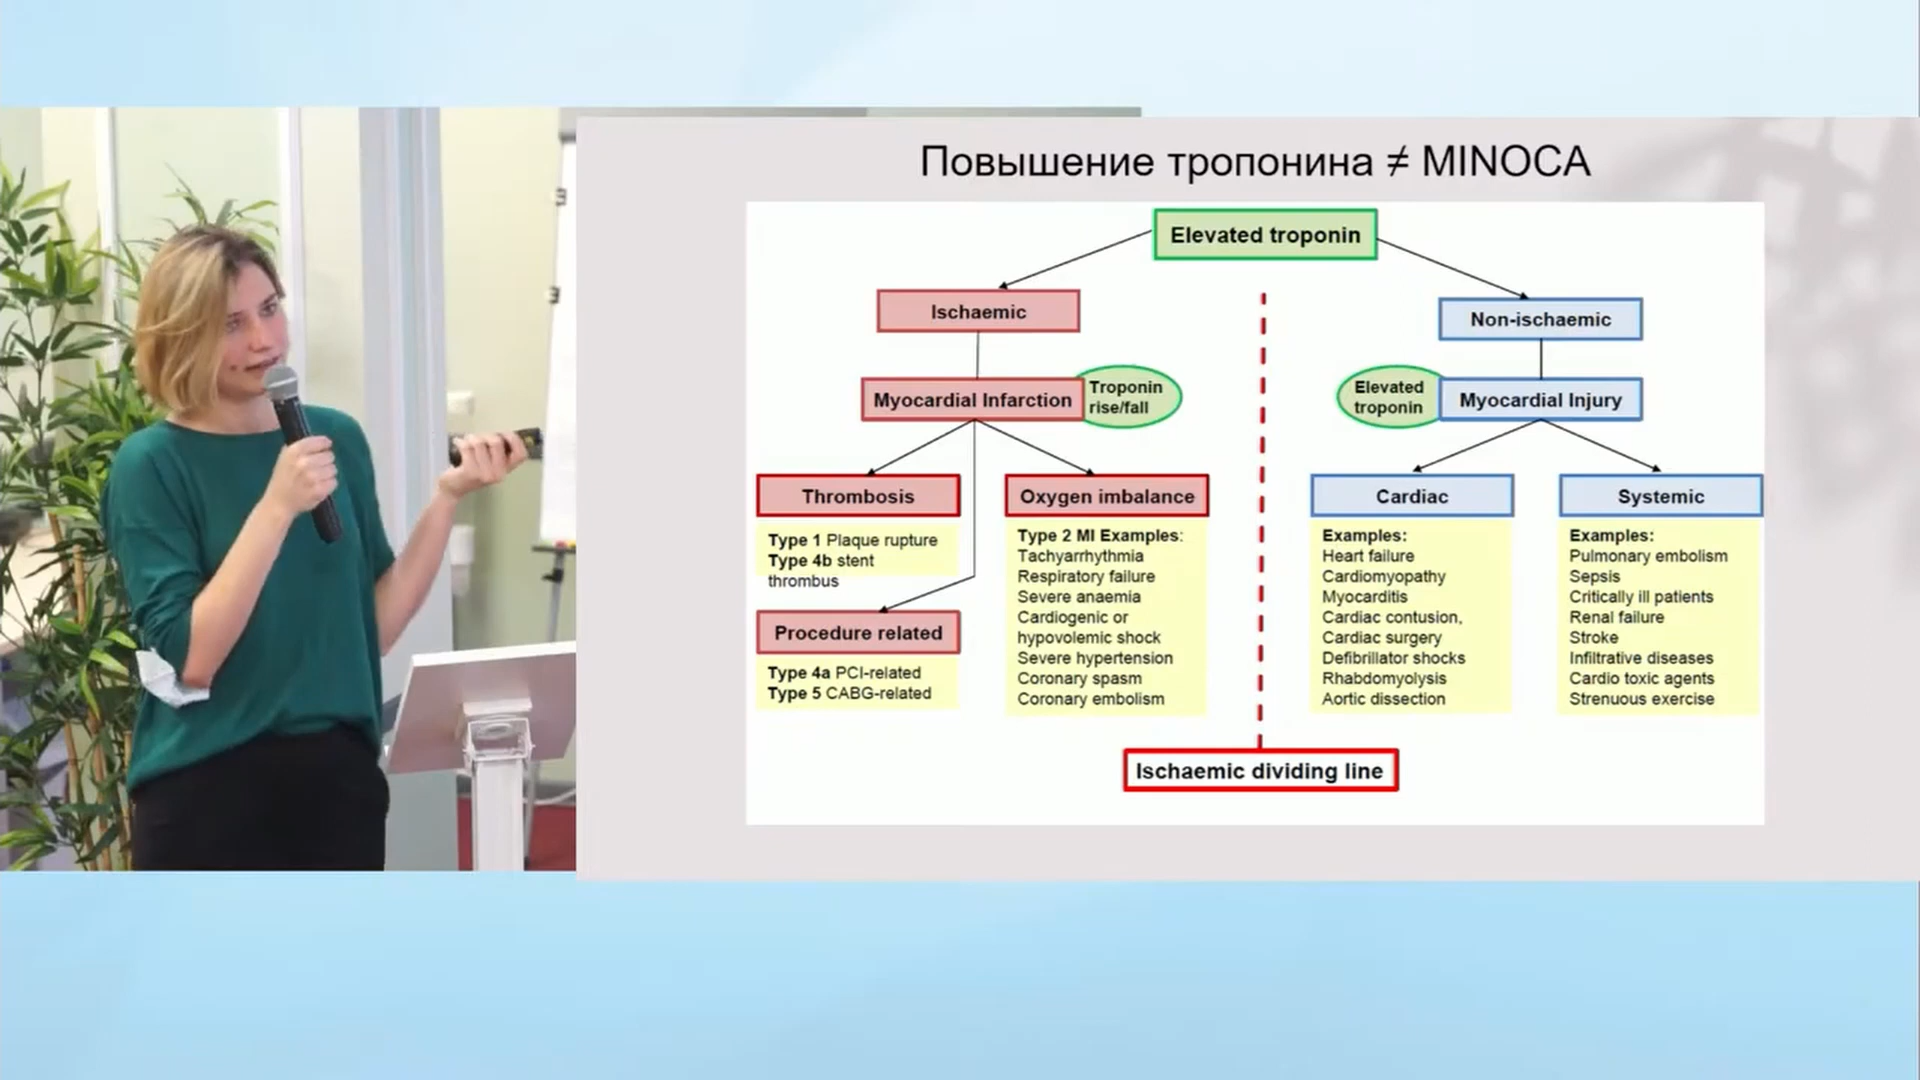 Повышение тропонина ≠ MINOCA
Elevated troponin
Ischaemic
Non-ischaemic
Myocardial Infarction
Troponin
rise/fall
Elevated
troponin
Myocardial Injury
Thrombosis
Type 1 Plaque rupture
Type 4b stent
thrombus
Procedure related
Type 4a PCI-related
Type 5 CABG-related
Oxygen imbalance
Type 2 MI Examples:
Tachyarrhythmia
Respiratory failure
Severe anaemia
Cardiogenic or
hypovolemic shock
Severe hypertension
Coronary spasm
Coronary embolism
Cardiac
Examples:
Heart failure
Cardiomyopathy
Myocarditis
Cardiac contusion,
Cardiac surgery
Defibrillator shocks
Rhabdomyolysis
Aortic dissection
Systemic
Examples:
Pulmonary embolism
Sepsis
Critically ill patients
Renal failure
Stroke
Infiltrative diseases
Cardio toxic agents
Strenuous exercise
Ischaemic dividing line